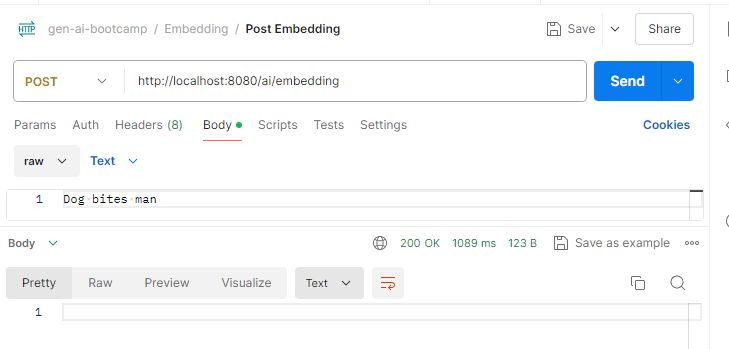 HTTP gen-ai-bootcamp / Embedding / Post Embedding Save Share
POST http://localhost:8080/ai/embedding Send
Params Auth Headers (8) Body Scripts Tests Settings Cookies
raw Text
1 Dog bites man
Body 200 OK 1089 ms 123 B Save as example
Pretty Raw Preview Visualize Text
1